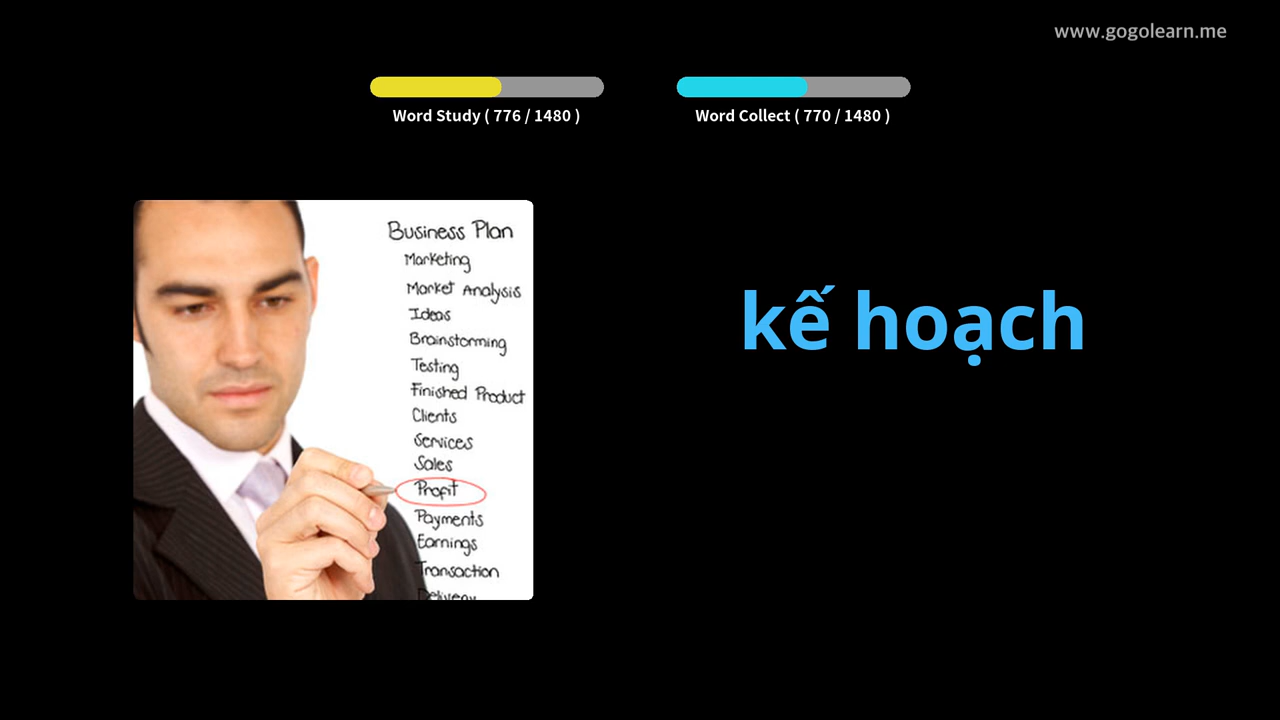 www.gogolearn.me
Word Study ( 776 / 1480 )
Word Collect ( 770 / 1480 )
Business Plan
Marketing
Market Analysis
Ideas
Brainstorming
Testing
Finished Product
Clients
Services
Sales
Profit
Payments
Earnings
Transaction
Delivery
kế hoạch